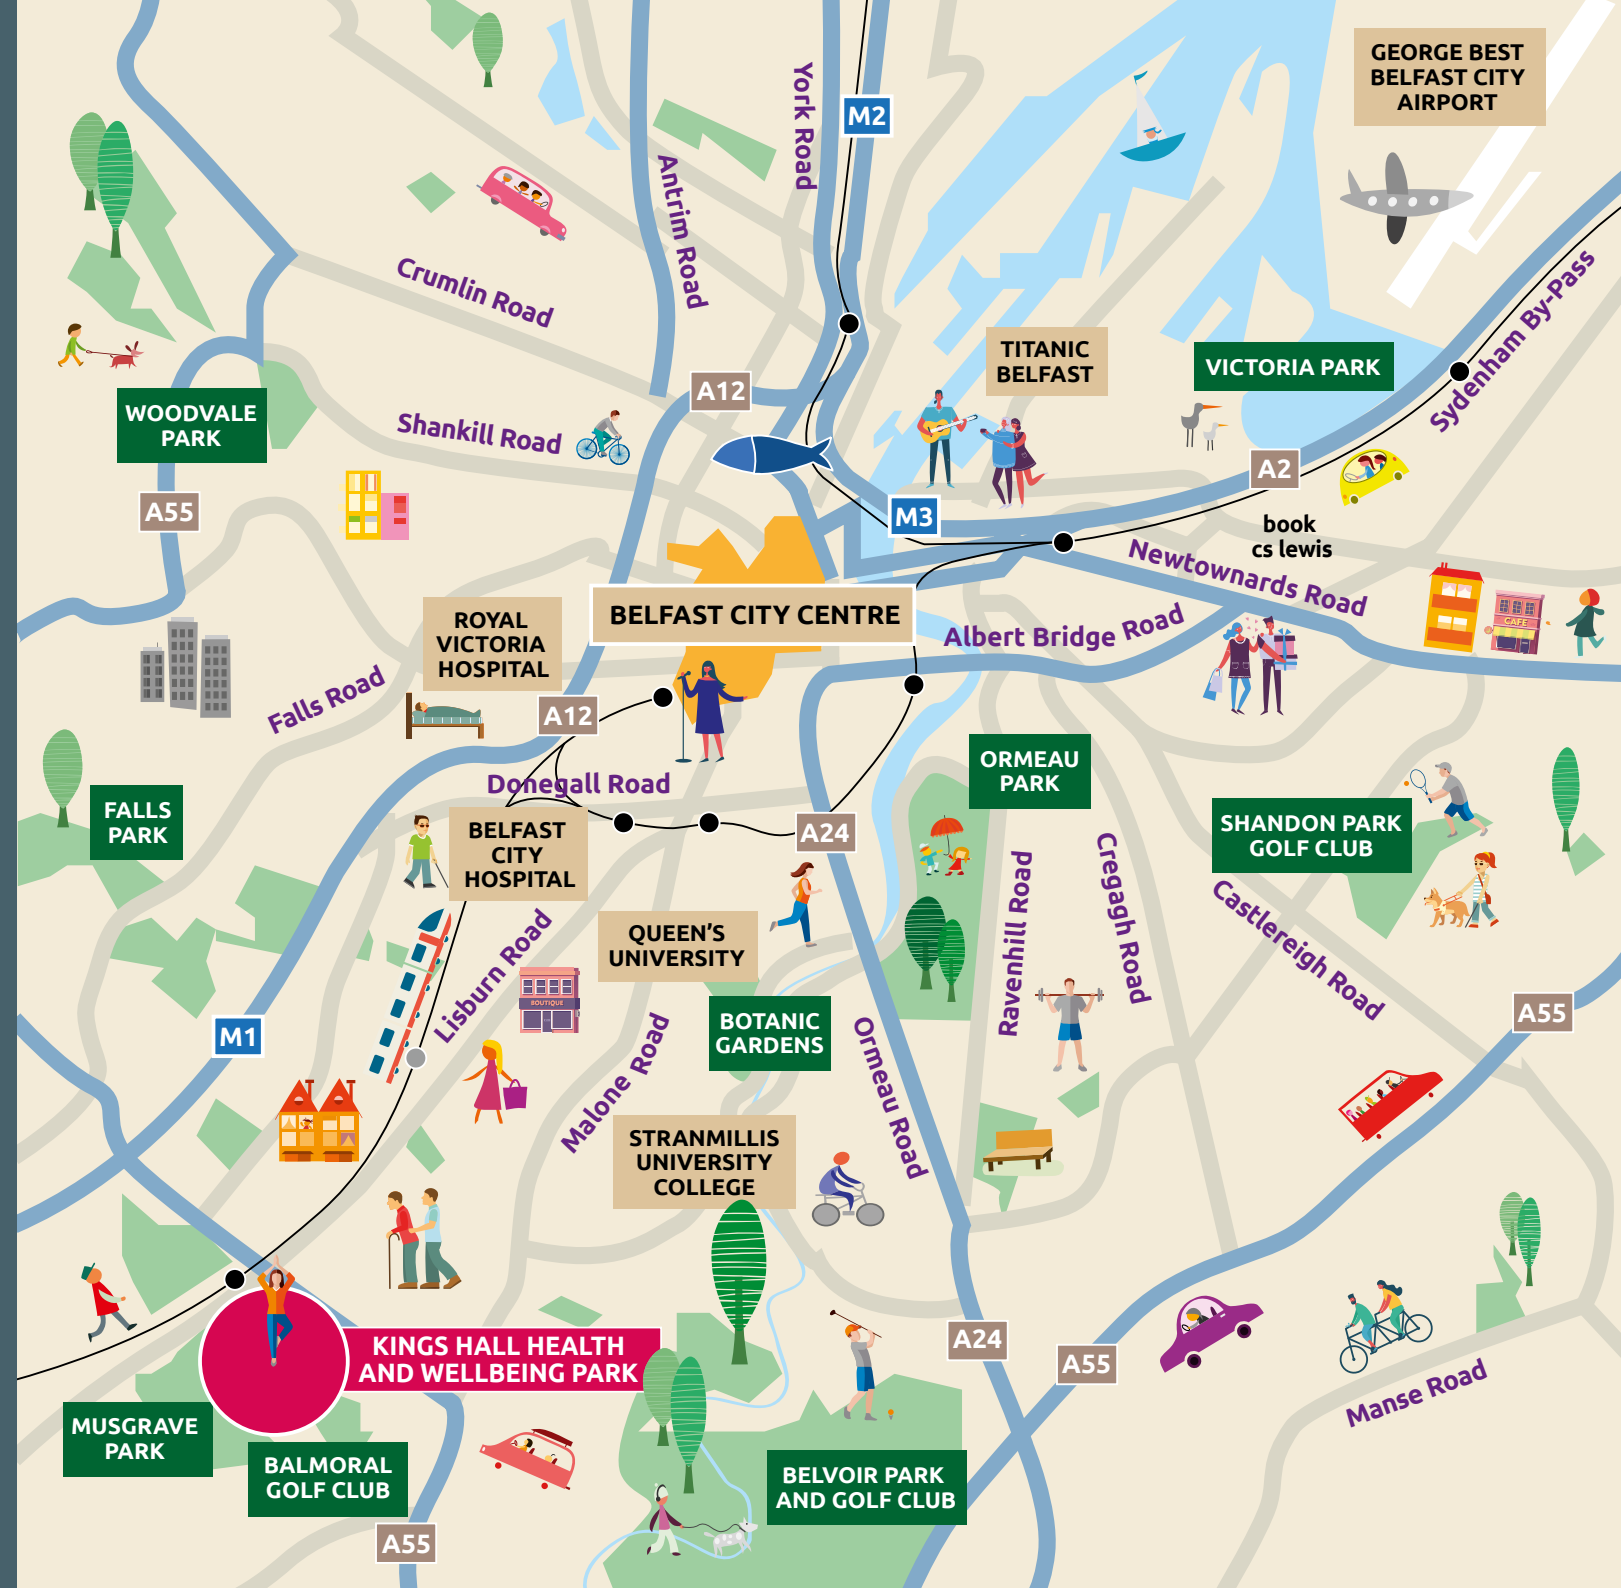 GEORGE BEST
BELFAST CITY
AIRPORT
York Road
M2
Antrim Road
Crumlin Road
Sydenham By-Pass
TITANIC
BELFAST
VICTORIA PARK
A12
WOODVALE
PARK
Shankill Road
A2
A55
M3
book
cs lewis
Newtownards Road
CAFE
BELFAST CITY CENTRE
Albert Bridge Road
ROYAL
VICTORIA
HOSPITAL
Falls Road
A12
ORMEAU
PARK
Donegall Road
FALLS
PARK
BELFAST
CITY
HOSPITAL
A24
SHANDON PARK
GOLF CLUB
Ravenhill Road
Cregagh Road
Castlereigh Road
Lisburn Road
QUEEN'S
UNIVERSITY
BOUTIQUE
A55
M1
BOTANIC
GARDENS
Malone Road
Ormeau Road
STRANMILLIS
UNIVERSITY
COLLEGE
KINGS HALL HEALTH
AND WELLBEING PARK
A24
A55
Manse Road
MUSGRAVE
PARK
BALMORAL
GOLF CLUB
BELVOIR PARK
AND GOLF CLUB
A55